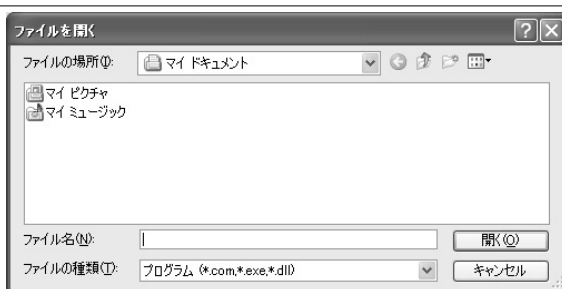 ファイルを開く
ファイルの場所(I):
マイ ドキュメント
マイ ピクチャ
マイ ミュージック
ファイル名(N):
開く(O)
ファイルの種類(T):
プログラム (*.com,*.exe,*.dll)
キャンセル